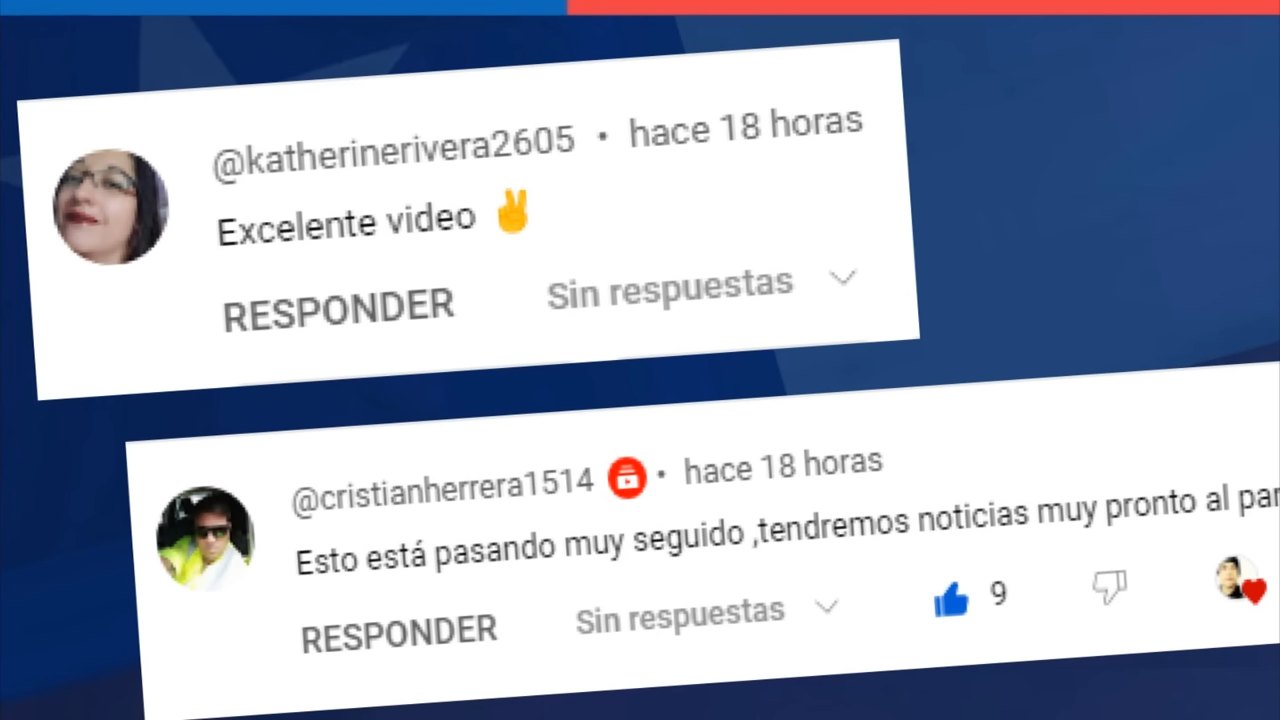 @katherinerivera2605 • hace 18 horas
Excelente video ✌
RESPONDER Sin respuestas
@cristianherrera1514 • hace 18 horas
Esto está pasando muy seguido ,tendremos noticias muy pronto al
RESPONDER Sin respuestas 9